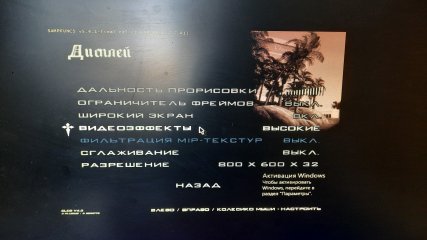 Дисплей
ДАЛЬНОСТЬ ПРОРИСОВКИ
ОГРАНИЧИТЕЛЬ ФРЕЙМОВ ВЫКЛ.
ШИРОКИЙ ЭКРАН ВКЛ.
ВИДЕОЭФФЕКТЫ ВЫСОКИЕ
ФИЛЬТРАЦИЯ MIP-ТЕКСТУР ВЫКЛ.
СГЛАЖИВАНИЕ ВЫКЛ.
РАЗРЕШЕНИЕ 800 X 600 X 32
Активация Windows
Чтобы активировать
Windows, перейдите в
раздел "Параметры".
НАЗАД
ВЛЕВО / ВПРАВО / КОЛЕСИКО МЫШИ - НАСТРОИТЬ